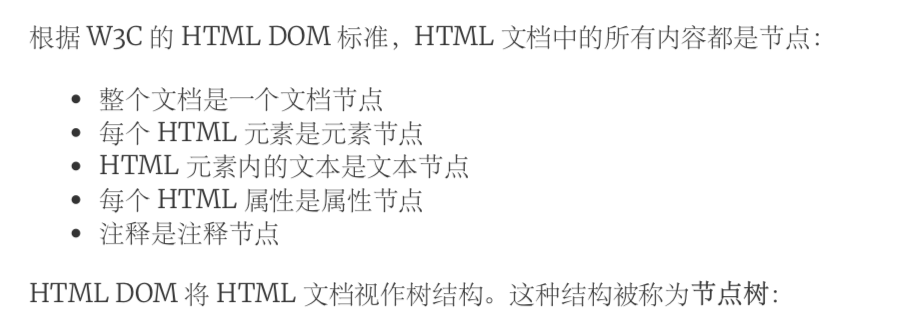 根据 W3C 的 HTML DOM 标准，HTML 文档中的所有内容都是节点：
• 整个文档是一个文档节点
• 每个 HTML 元素是元素节点
• HTML 元素内的文本是文本节点
• 每个 HTML 属性是属性节点
• 注释是注释节点
HTML DOM 将 HTML 文档视作树结构。这种结构被称为节点树：